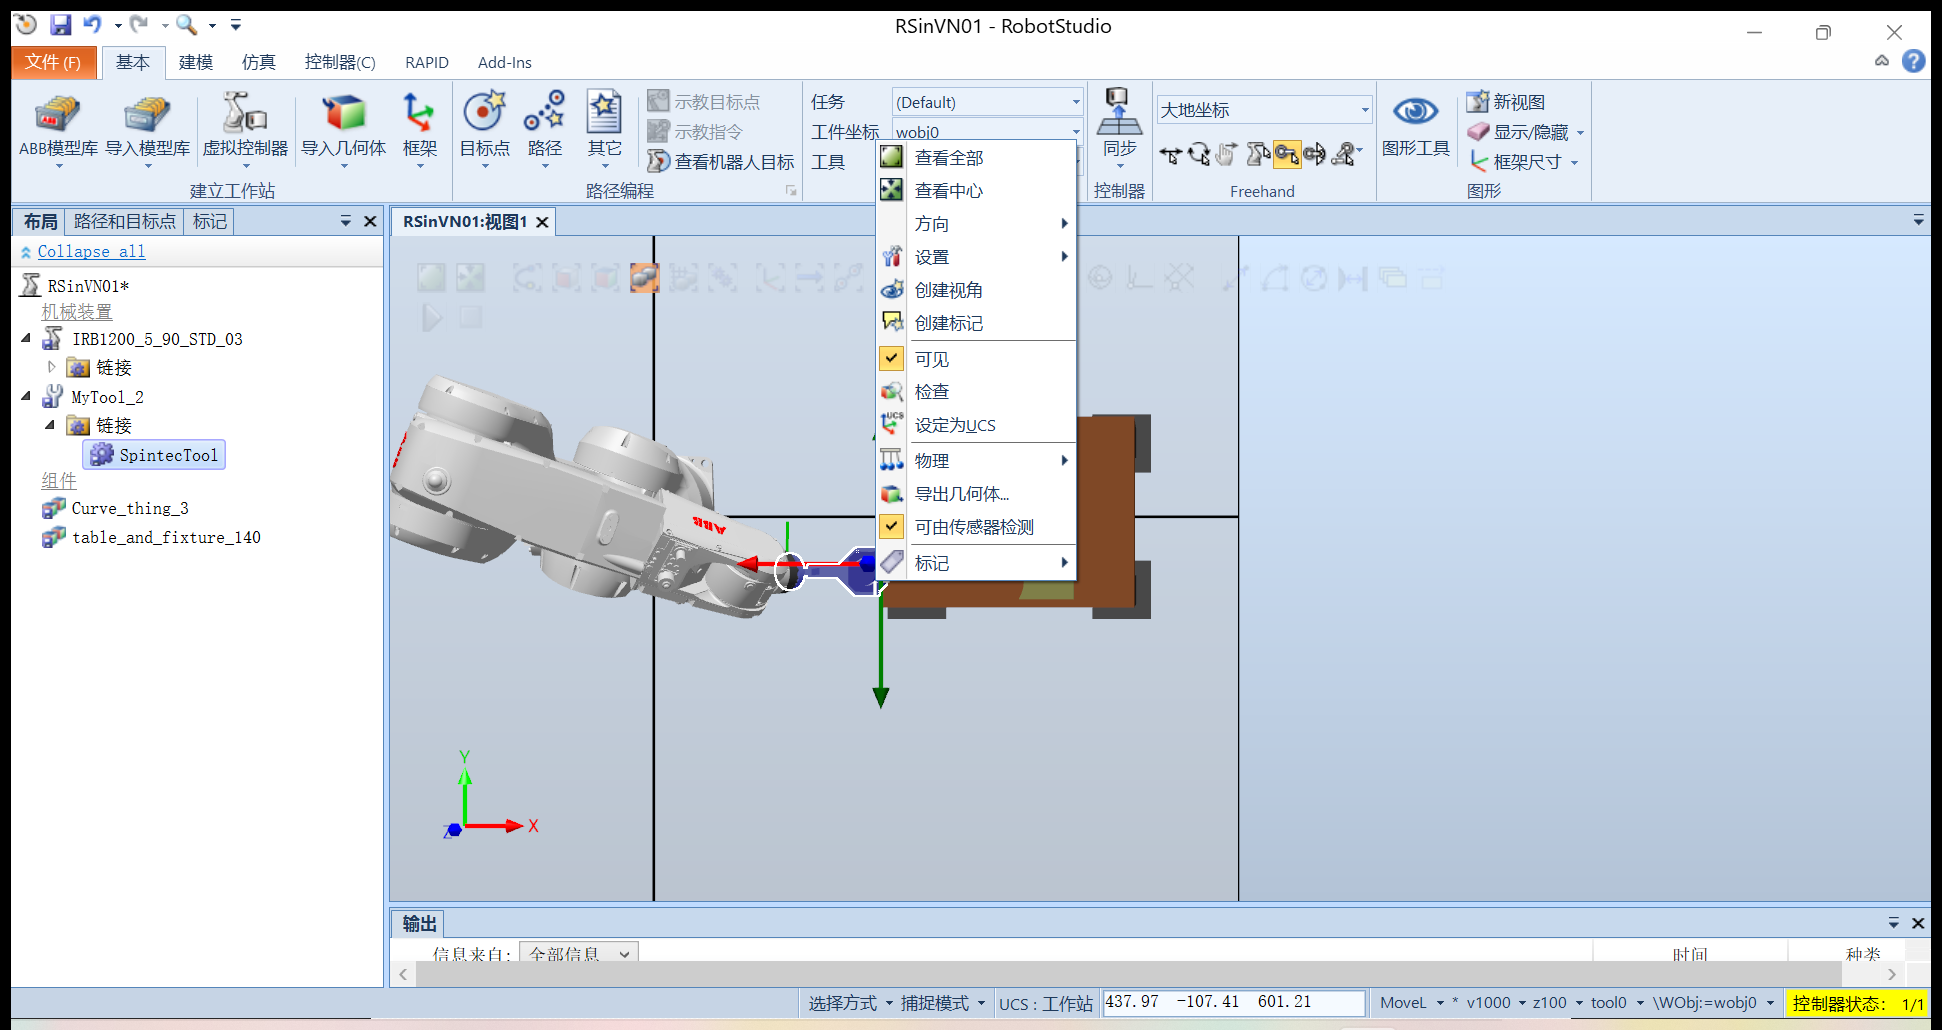 RSinVN01 - RobotStudio
文件 (F)
基本
建模
仿真
控制器(C)
RAPID
Add-Ins
ABB模型库
导入模型库
虚拟控制器
导入几何体
框架
建立工作站
目标点
路径
其它
示教目标点
示教指令
查看机器人目标
路径编程
任务
(Default)
工件坐标
wobj0
工具
同步
控制器
大地坐标
Freehand
图形工具
新视图
显示/隐藏
框架尺寸
图形
布局
路径和目标点
标记
RSinVN01:视图1
Collapse all
RSinVN01*
机械装置
IRB1200_5_90_STD_03
链接
MyTool_2
链接
SpintecTool
组件
Curve_thing_3
table_and_fixture_140
查看全部
查看中心
方向
设置
创建视角
创建标记
可见
检查
UCS
设定为UCS
物理
导出几何体...
可由传感器检测
标记
ABB
Y
X
Z
输出
信息来自:
全部信息
时间
种类
选择方式
捕捉模式
UCS : 工作站
437.97 -107.41 601.21
MoveL
* v1000
z100
tool0
\WObj:=wobj0
控制器状态: 1/1